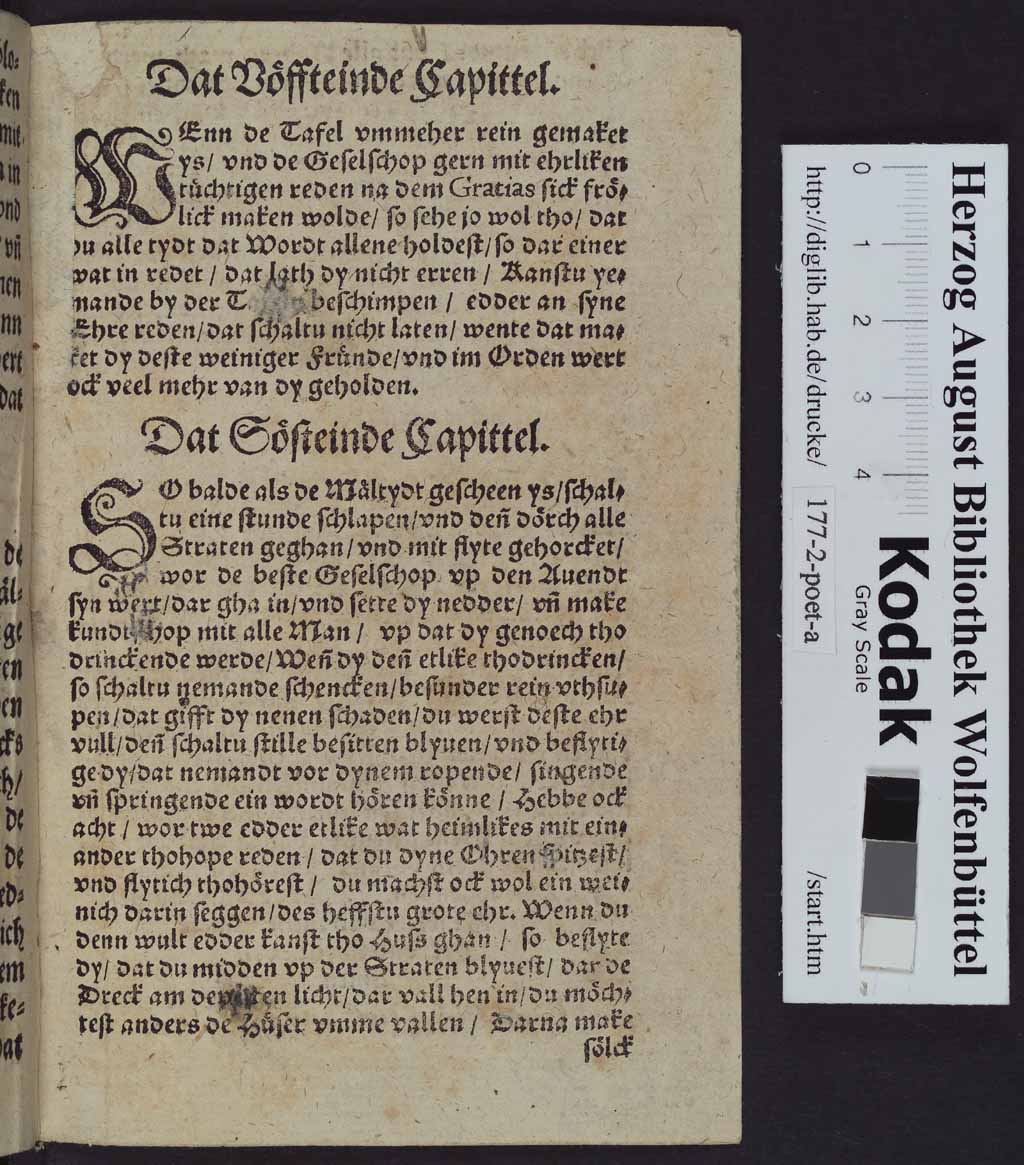 Dat Vöffteinde Capittel.
WEnn de Tafel vmmeher rein gemaket
ys/ vnd de Geselschop gern mit ehrliken
tüchtigen reden na dem Gratias sick frö⸗
lick maken wolde/ so sehe jo wol tho/ dat
du alle tydt dat Wordt allene holdest/ so dar einer
wat in redet / dat lath dy nicht erren / Kanstu ye⸗
mande by der beschimpen / edder an syne
Ehre reden/ dat schaltu nicht laten/ wente dat ma⸗
ket dy deste weiniger Fründe/ vnd im Orden wert
ock veel mehr van dy geholden.
Dat Sösteinde Capittel.
SO balde als de Mältydt gescheen ys/ schal⸗
tu eine stunde schlapen/ vnd deñ dörch alle
Straten geghan/ vnd mit flyte gehorcket/
wor de beste Geselschop vp den Auendt
syn wert/ dar gha in/ vnd sette dy nedder/ vñ make
kundtschop mit alle Man / vp dat dy genoech tho
drinckende werde/ Weñ dy deñ etlike thodrincken/
so schaltu nemande schencken/ besunder rein vthsu⸗
pen/ dat gifft dy nenen schaden/ du werst deste ehr
vull/ deñ schaltu stille besitten blyuen/ vnd beflyti⸗
ge dy/ dat nemandt vor dynem ropende/ singende
vñ springende ein wordt hören könne / Hebbe ock
acht / wor twe edder etlike wat heimlikes mit ein⸗
ander thohope reden / dat du dyne Ohren spitzest/
vnd flytich thohörest / du machst ock wol ein wei⸗
nich darin seggen/ des heffstu grote ehr. Wenn du
denn wult edder kanst tho Huss ghan / so beflyte
dy/ dat du midden vp der Straten blyuest/ dar de
Dreck am licht/ dar vall hen in/ du möch⸗
test anders de Hüser vmme vallen / Darna make
sölck
Herzog August Bibliothek Wolfenbüttel
Kodak
Gray Scale
0 1 2 3 4
http://diglib.hab.de/drucke/ 177-2-poet-a /start.htm